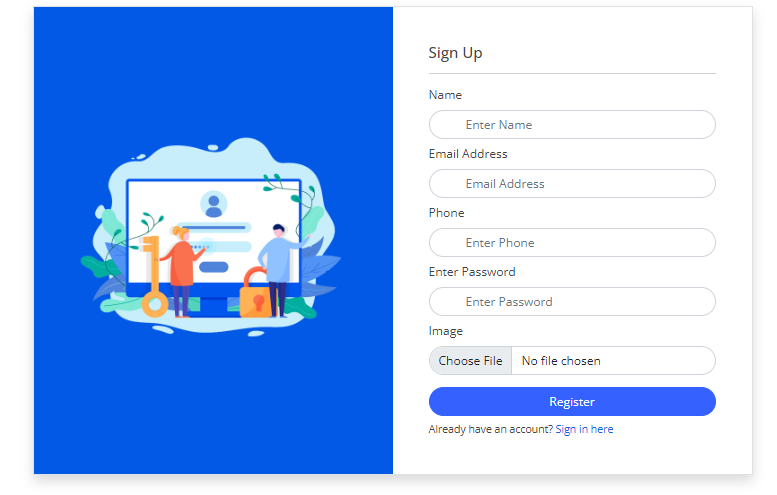 Sign Up
Name
Enter Name
Email Address
Email Address
Phone
Enter Phone
Enter Password
Enter Password
Image
Choose File No file chosen
Register
Already have an account? Sign in here